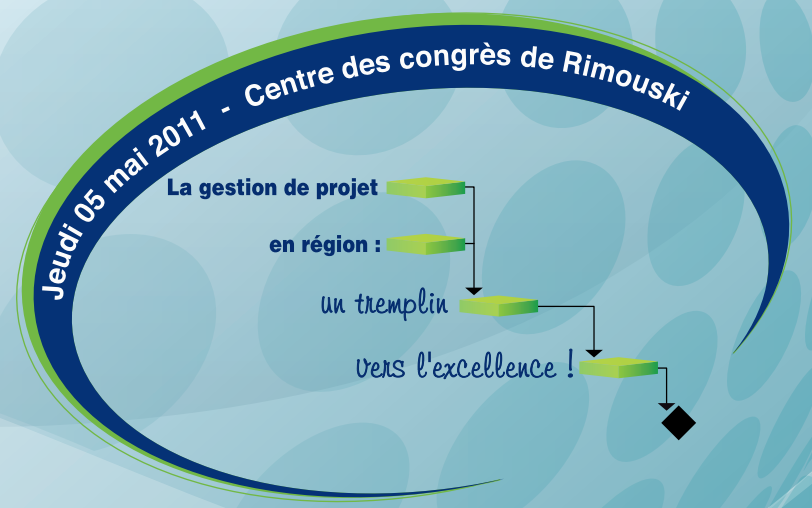 Jeudi 05 mai 2011 - Centre des congrès de Rimouski
La gestion de projet
en région :
un tremplin
vers l'excellence !